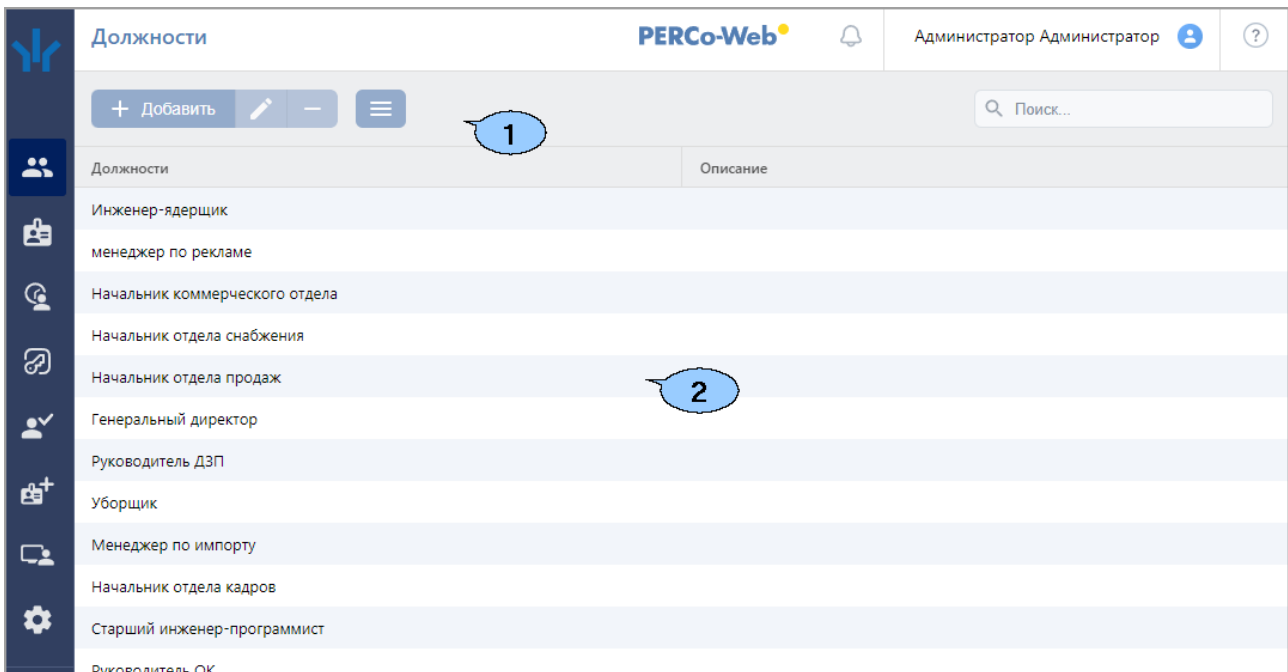 Должности
PERCo-Web
Администратор Администратор
?
+ Добавить
Поиск...
1
Должности
Описание
Инженер-ядерщик
менеджер по рекламе
Начальник коммерческого отдела
Начальник отдела снабжения
Начальник отдела продаж
2
Генеральный директор
Руководитель ДЗП
Уборщик
Менеджер по импорту
Начальник отдела кадров
Старший инженер-программист
Руководитель ОК